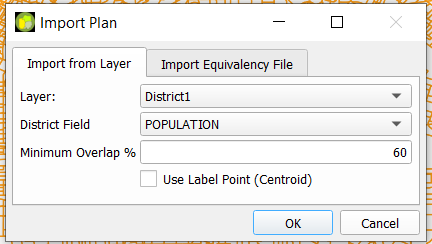 Import Plan
Import from Layer
Import Equivalency File
Layer:
District1
District Field
POPULATION
Minimum Overlap %
60
Use Label Point (Centroid)
OK
Cancel